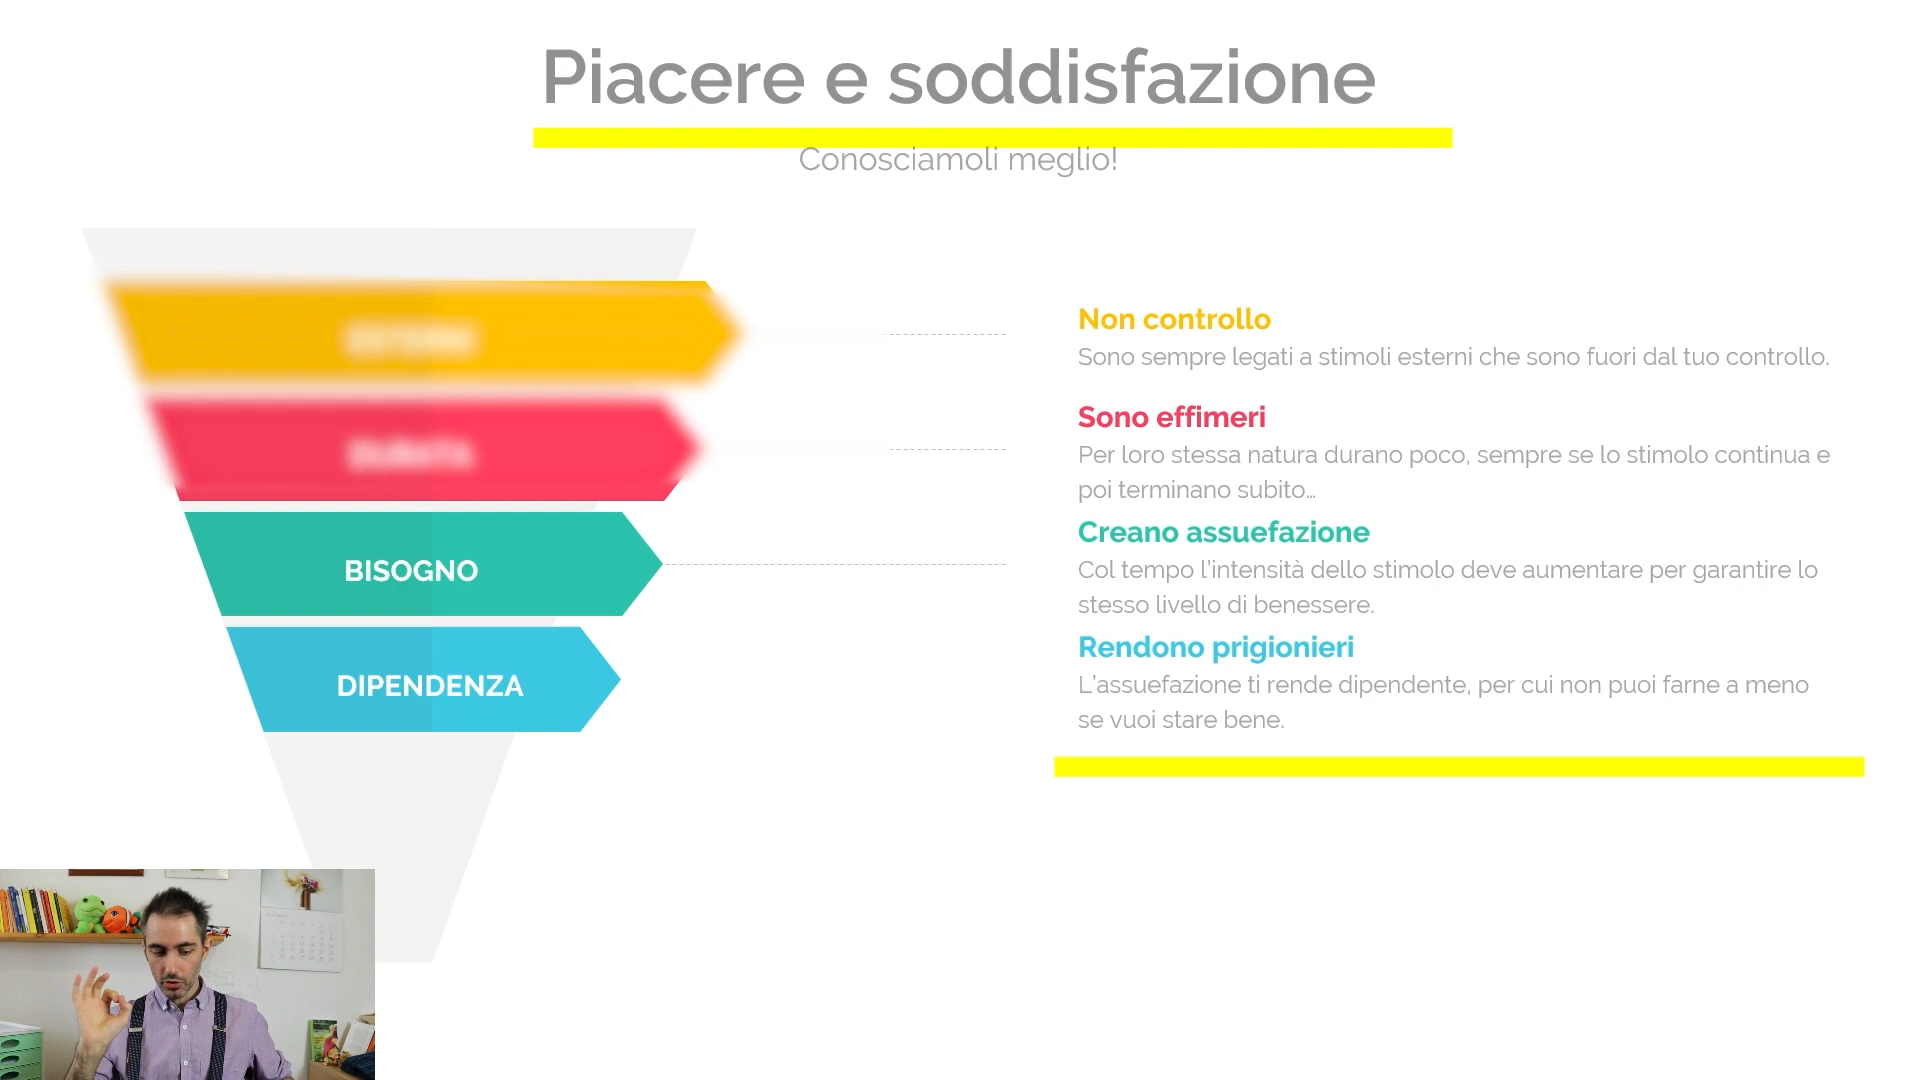 Piacere e soddisfazione
Conosciamoli meglio!
BISOGNO
DIPENDENZA
Non controllo
Sono sempre legati a stimoli esterni che sono fuori dal tuo controllo.
Sono effimeri
Per loro stessa natura durano poco, sempre se lo stimolo continua e
poi terminano subito…
Creano assuefazione
Col tempo l’intensità dello stimolo deve aumentare per garantire lo
stesso livello di benessere.
Rendono prigionieri
L’assuefazione ti rende dipendente, per cui non puoi farne a meno
se vuoi stare bene.